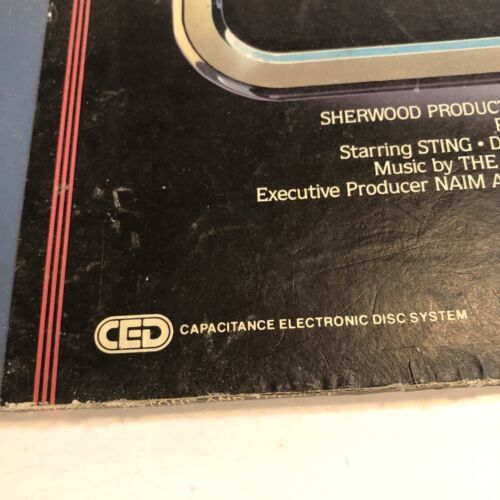 SHERWOOD PRODUCT
Starring STING • D
Music by THE
Executive Producer NAIM A
CED CAPACITANCE ELECTRONIC DISC SYSTEM